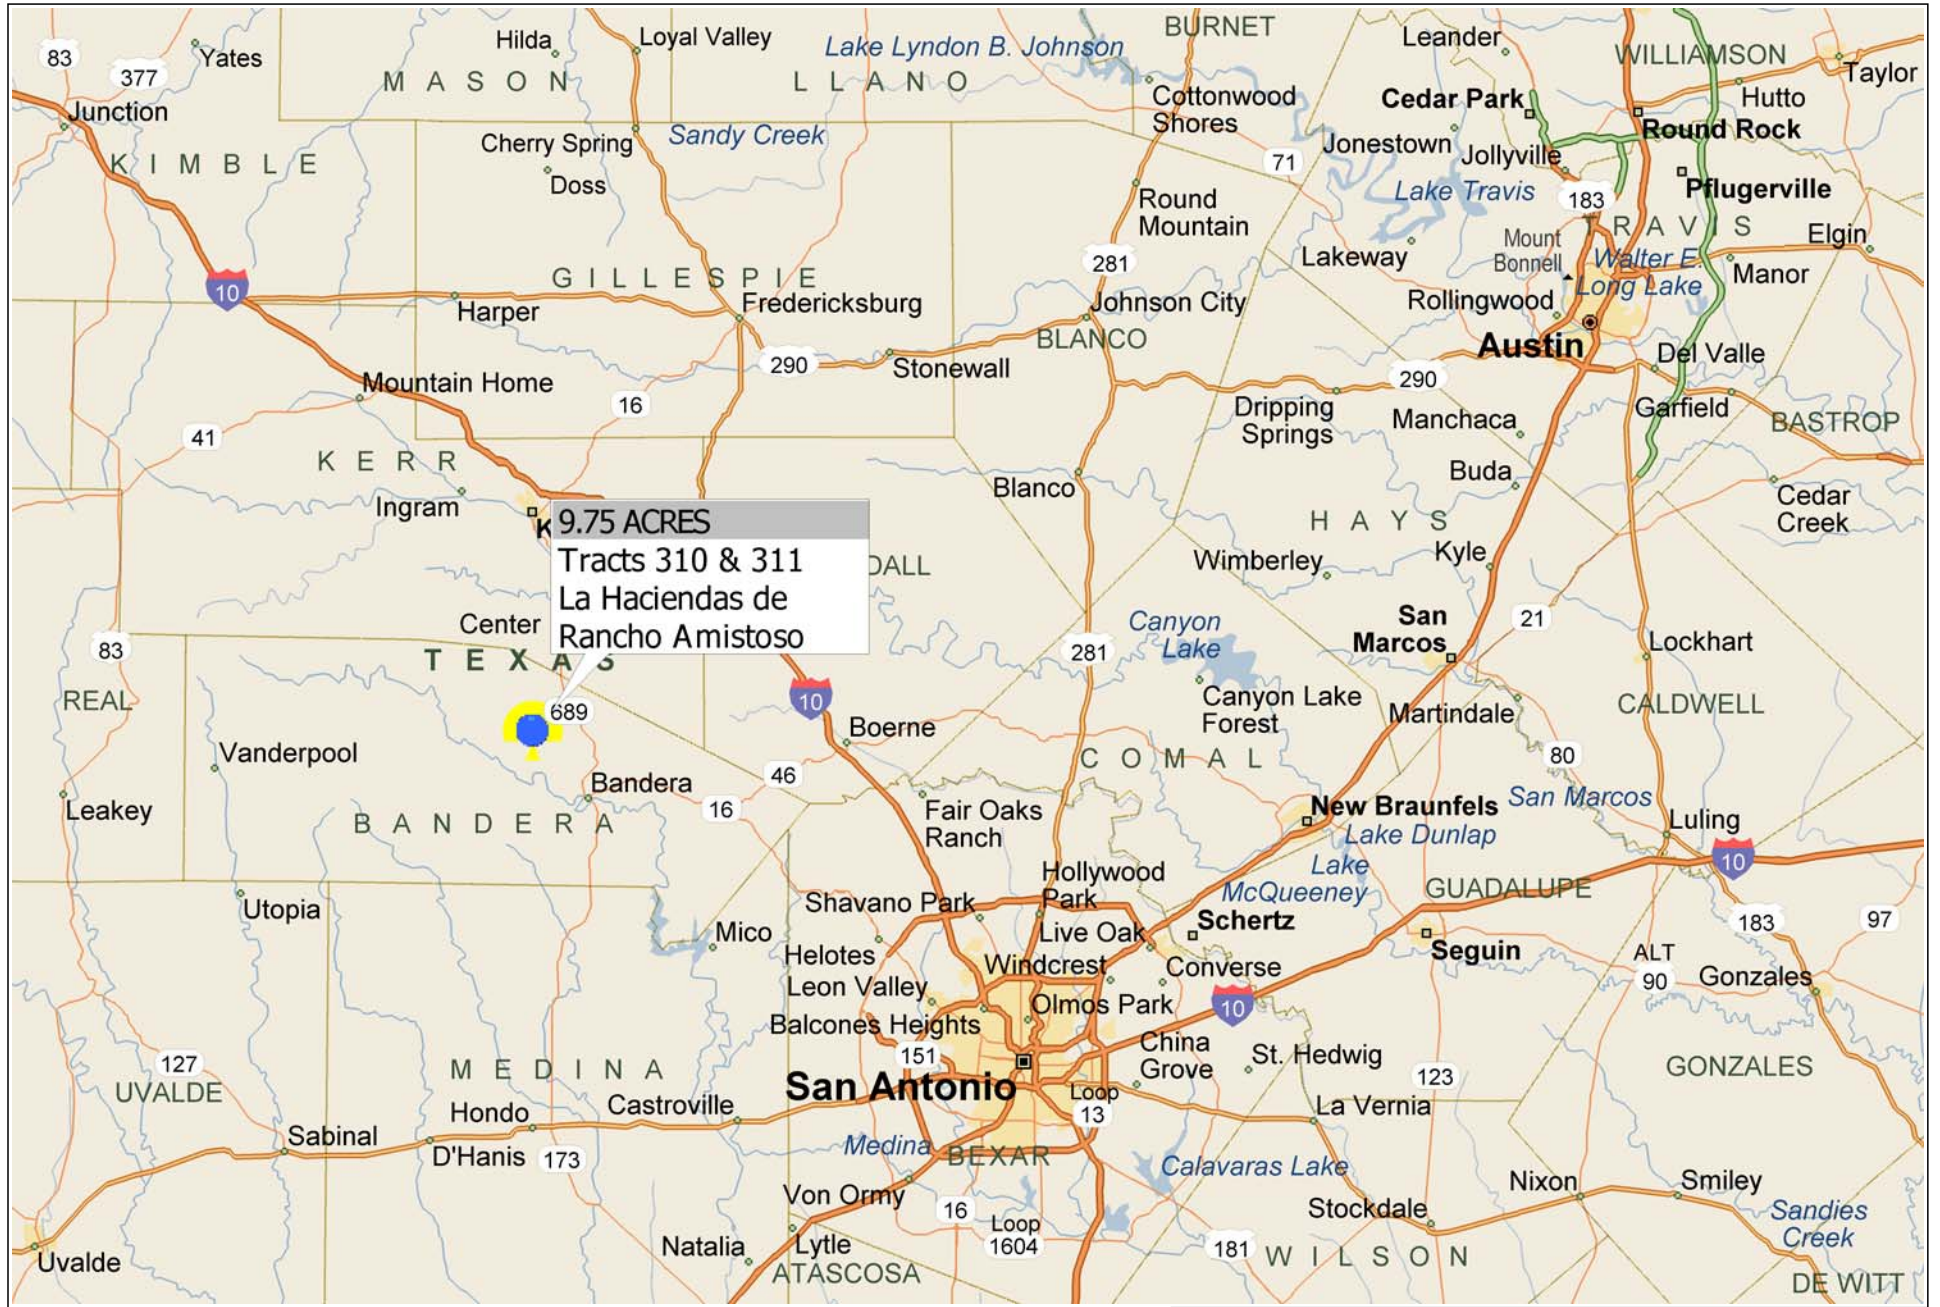 83
377
Yates
Hilda
Loyal Valley
Lake Lyndon B. Johnson
BURNET
Leander
WILLIAMSON
Taylor
MASON
LLANO
Junction
Cottonwood
Shores
Cedar Park
Hutto
Round Rock
KIMBLE
Cherry Spring
Sandy Creek
Doss
71
Jonestown
Jollyville
Lake Travis
183
Pflugerville
Round
Mountain
TRAVIS
Elgin
Mount
Bonnell
Lakeway
Walter E.
Long Lake
Manor
281
10
GILLESPIE
Harper
Fredericksburg
Johnson City
Rollingwood
BLANCO
Austin
290
Stonewall
290
Del Valle
Mountain Home
16
Dripping
Springs
Manchaca
Garfield
BASTROP
41
KERR
Ingram
Blanco
Buda
Cedar
Creek
K
9.75 ACRES
Tracts 310 & 311
La Haciendas de
Rancho Amistoso
DALL
HAYS
Wimberley
Kyle
Center
83
TEXAS
281
Canyon
Lake
San
Marcos
21
Lockhart
REAL
689
10
Canyon Lake
Forest
Martindale
CALDWELL
Vanderpool
Boerne
COMAL
80
Leakey
Bandera
46
16
BANDERA
Fair Oaks
Ranch
New Braunfels
San Marcos
Lake Dunlap
Luling
10
Lake
McQueeney
GUADALUPE
Hollywood
Park
Utopia
Shavano Park
Mico
Helotes
Live Oak
Schertz
Seguin
183
97
Windcrest
Converse
ALT
90
Gonzales
Leon Valley
Olmos Park
10
Balcones Heights
151
China
Grove
St. Hedwig
127
UVALDE
MEDINA
San Antonio
Loop
13
123
GONZALES
Hondo
Castroville
La Vernia
Sabinal
D'Hanis
173
Medina
BEXAR
Calavaras Lake
Von Ormy
16
Loop
1604
Stockdale
Nixon
Smiley
Sandies
Creek
Uvalde
Natalia
Lytle
ATASCOSA
181
WILSON
DE WITT